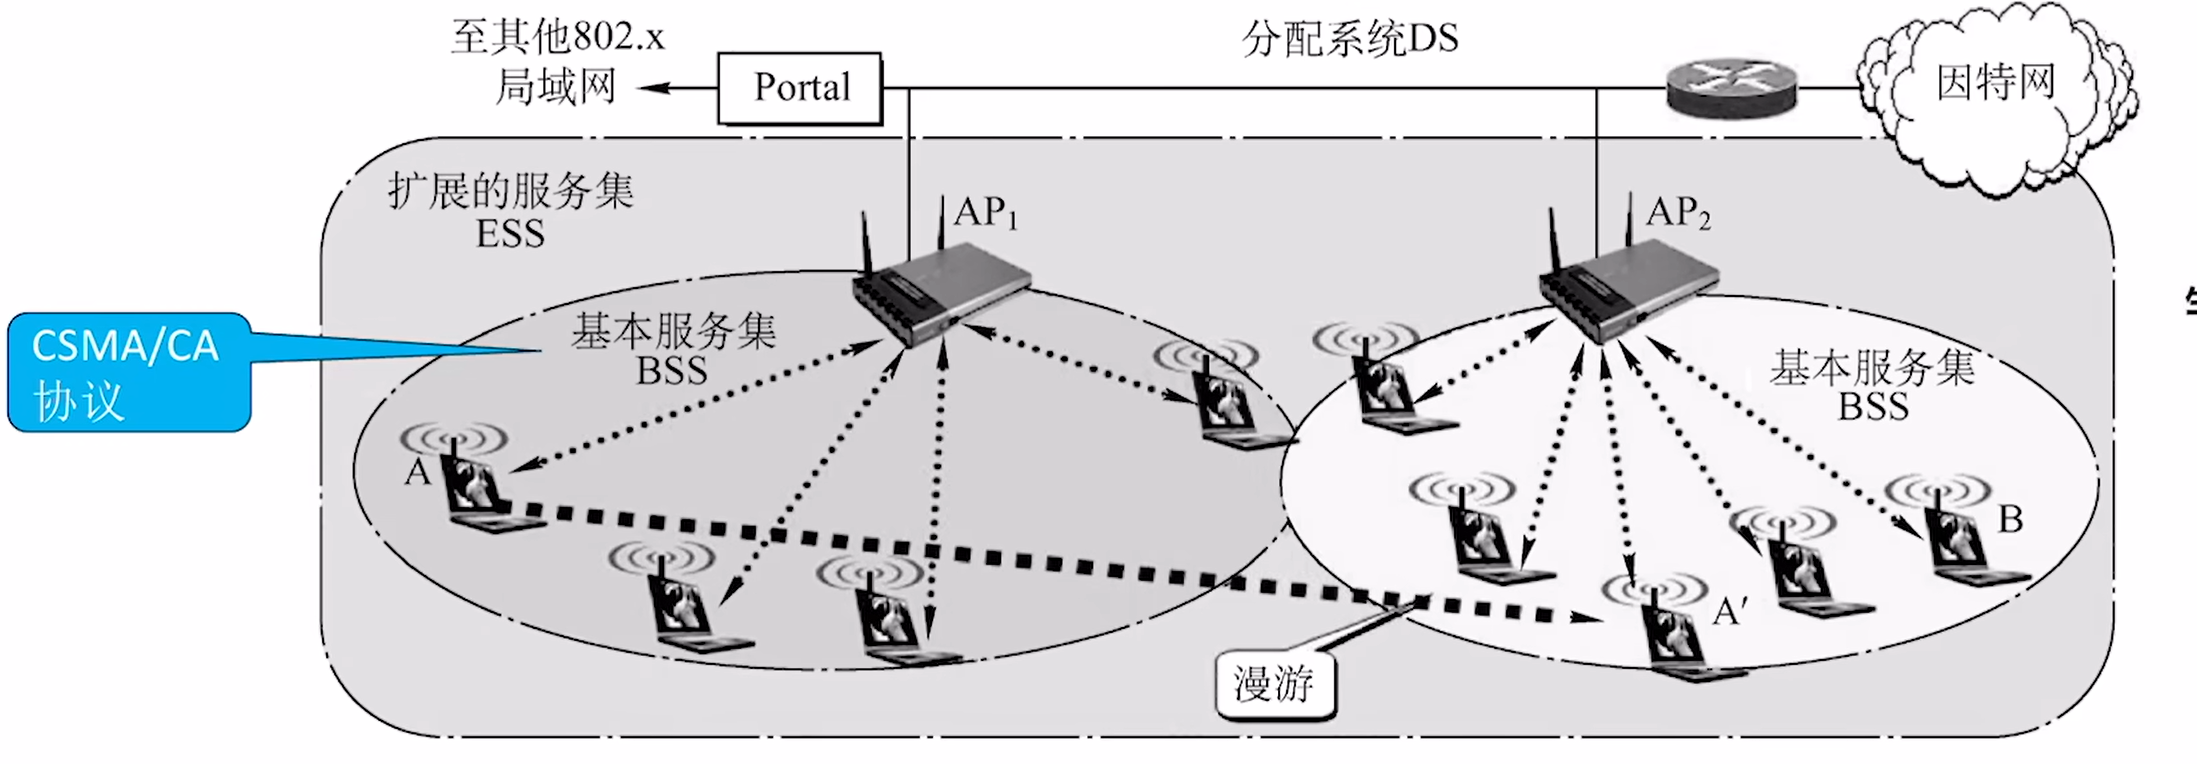 至其他802.x
局域网
Portal
分配系统DS
因特网
扩展的服务集
ESS
AP₁
AP₂
CSMA/CA
协议
基本服务集
BSS
基本服务集
BSS
A
B
A′
漫游